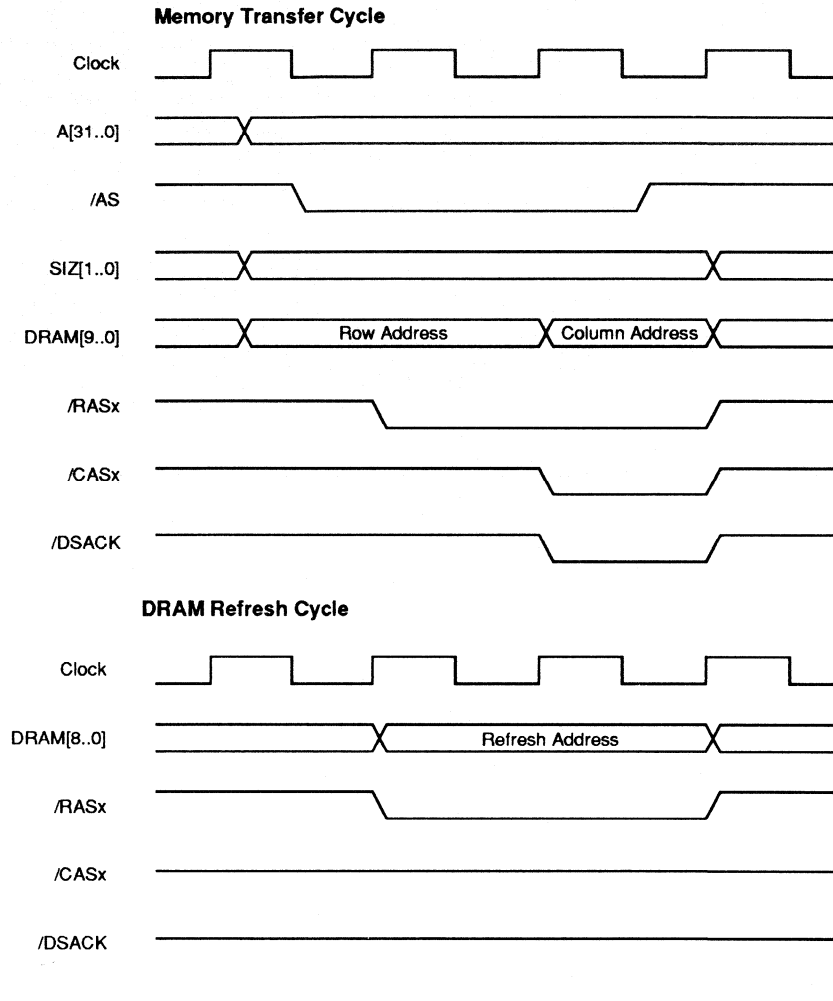 Memory Transfer Cycle
Clock
A[31..0]
/AS
SIZ[1..0]
DRAM[9..0]
Row Address
Column Address
/RASx
/CASx
/DSACK
DRAM Refresh Cycle
Clock
DRAM[8..0]
Refresh Address
/RASx
/CASx
/DSACK